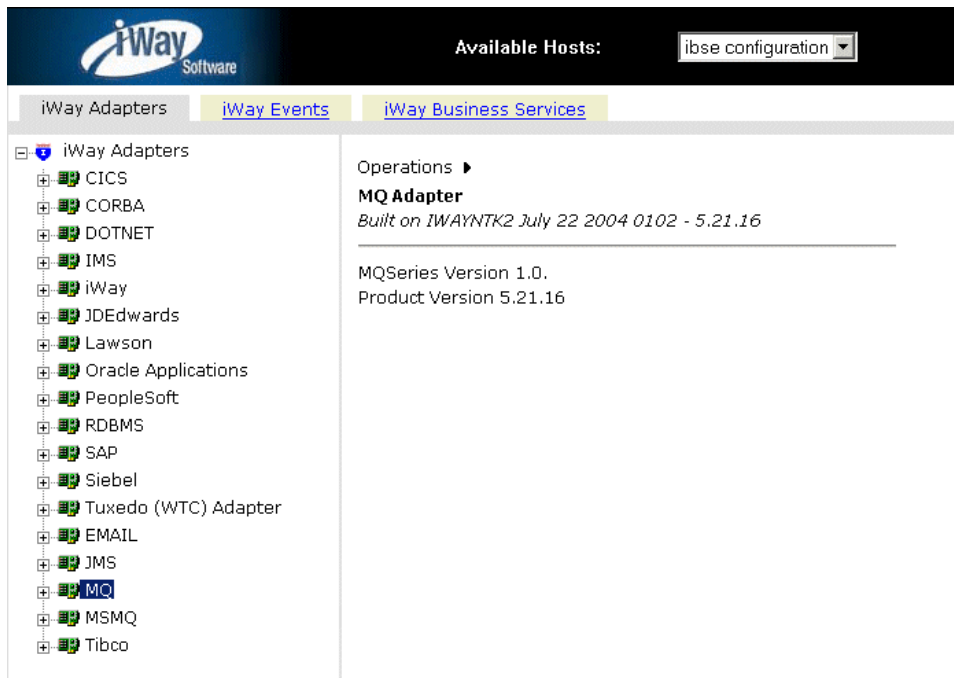 iWay
Software
Available Hosts:
ibse configuration
iWay Adapters
iWay Events
iWay Business Services
iWay Adapters
CICS
CORBA
DOTNET
IMS
iWay
JDEdwards
Lawson
Oracle Applications
PeopleSoft
RDBMS
SAP
Siebel
Tuxedo (WTC) Adapter
EMAIL
JMS
MQ
MSMQ
Tibco
Operations
MQ Adapter
Built on IWAYNTK2 July 22 2004 0102 - 5.21.16
MQSeries Version 1.0.
Product Version 5.21.16